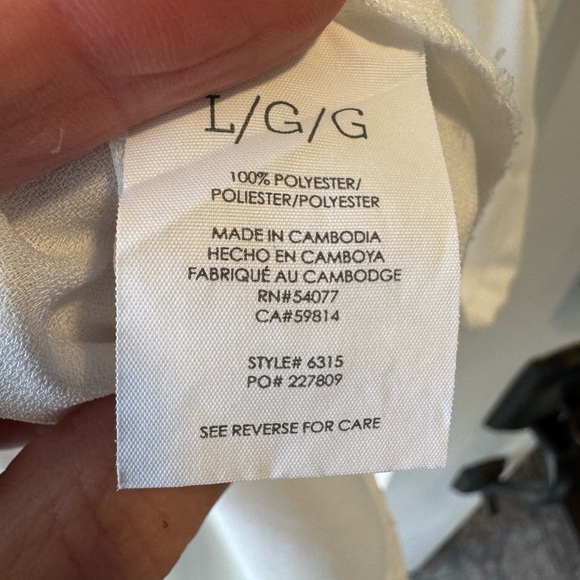 L/G/G
100% POLYESTER/
POLIESTER/POLYESTER
MADE IN CAMBODIA
HECHO EN CAMBOYA
FABRIQUÉ AU CAMBODGE
RN#54077
CA#59814
STYLE# 6315
PO# 227809
SEE REVERSE FOR CARE